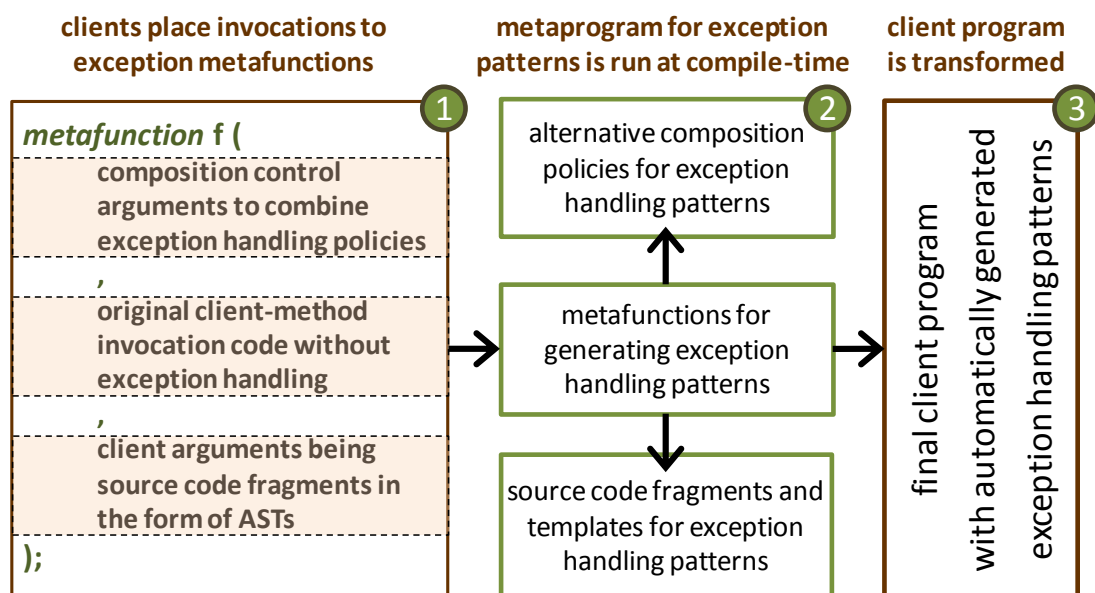 clients place invocations to
exception metafunctions
1
metafunction f (
composition control
arguments to combine
exception handling policies
,
original client-method
invocation code without
exception handling
,
client arguments being
source code fragments in
the form of ASTs
);
metaprogram for exception
patterns is run at compile-time
2
alternative composition
policies for exception
handling patterns
metafunctions for
generating exception
handling patterns
source code fragments and
templates for exception
handling patterns
client program
is transformed
3
final client program
with automatically generated
exception handling patterns